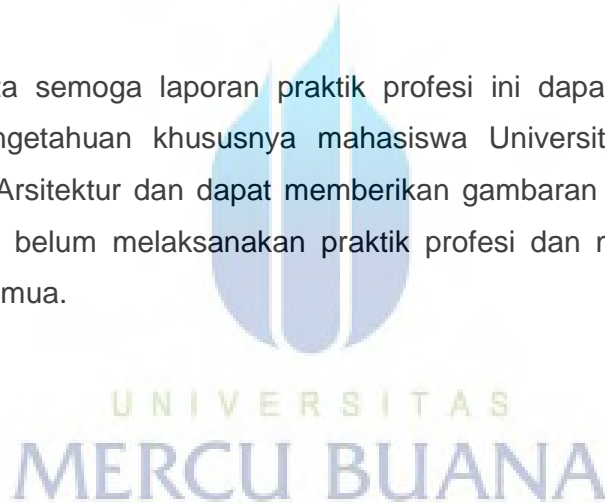 ta semoga laporan praktik profesi ini dapa
ngetahuan khususnya mahasiswa Universit
Arsitektur dan dapat memberikan gambaran
belum melaksanakan praktik profesi dan
mua.
UNIVERSITAS
MERCU BUANA